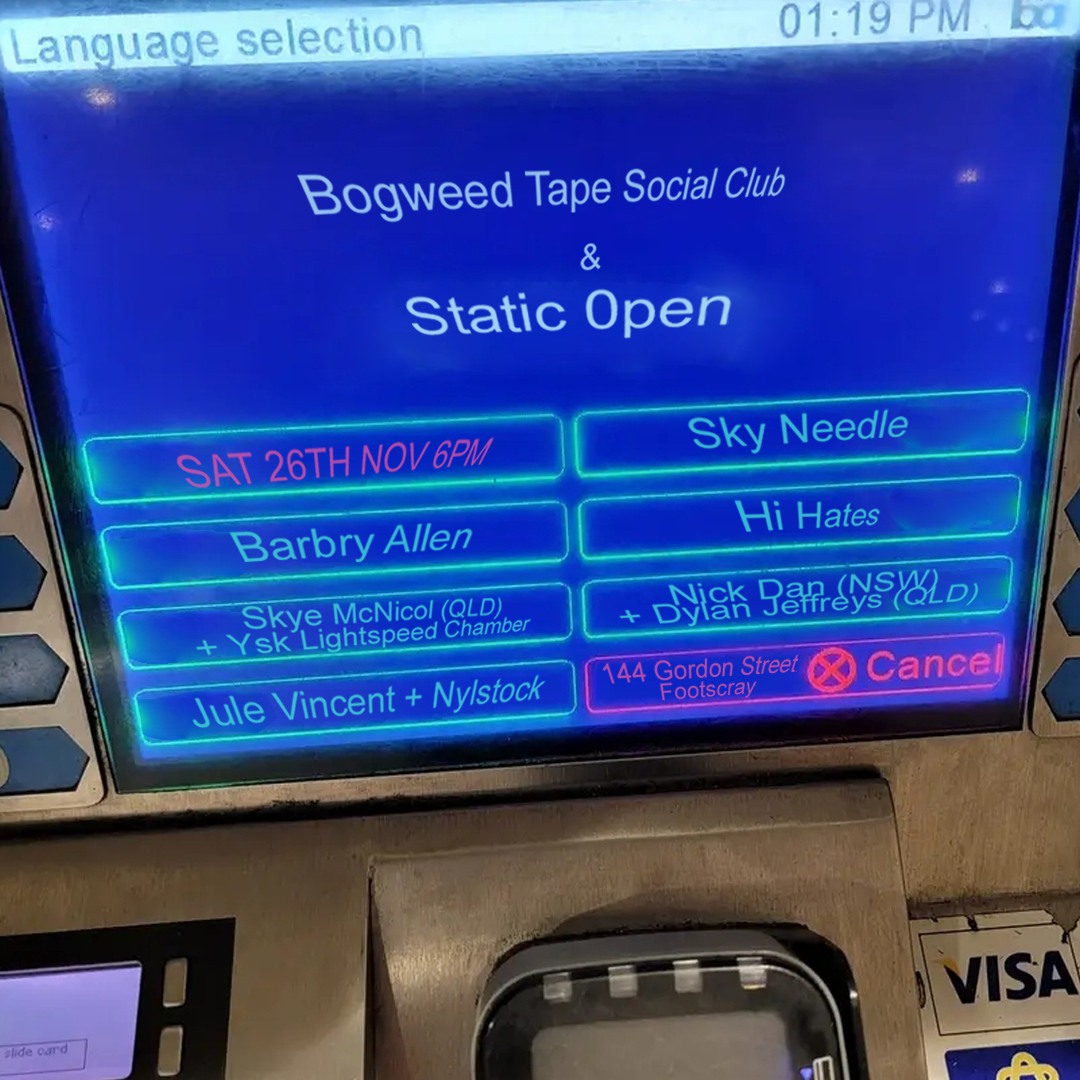 Language selection
01:19 PM
Bogweed Tape Social Club
&
Static Open
SAT 26TH NOV 6PM
Sky Needle
Barbry Allen
Hi Hates
Skye McNicol (QLD)
+ Ysk Lightspeed Chamber
Nick Dan (NSW)
+ Dylan Jeffreys (QLD)
Jule Vincent + Nylstock
144 Gordon Street
Footscray
Cancel
slide card
VISA